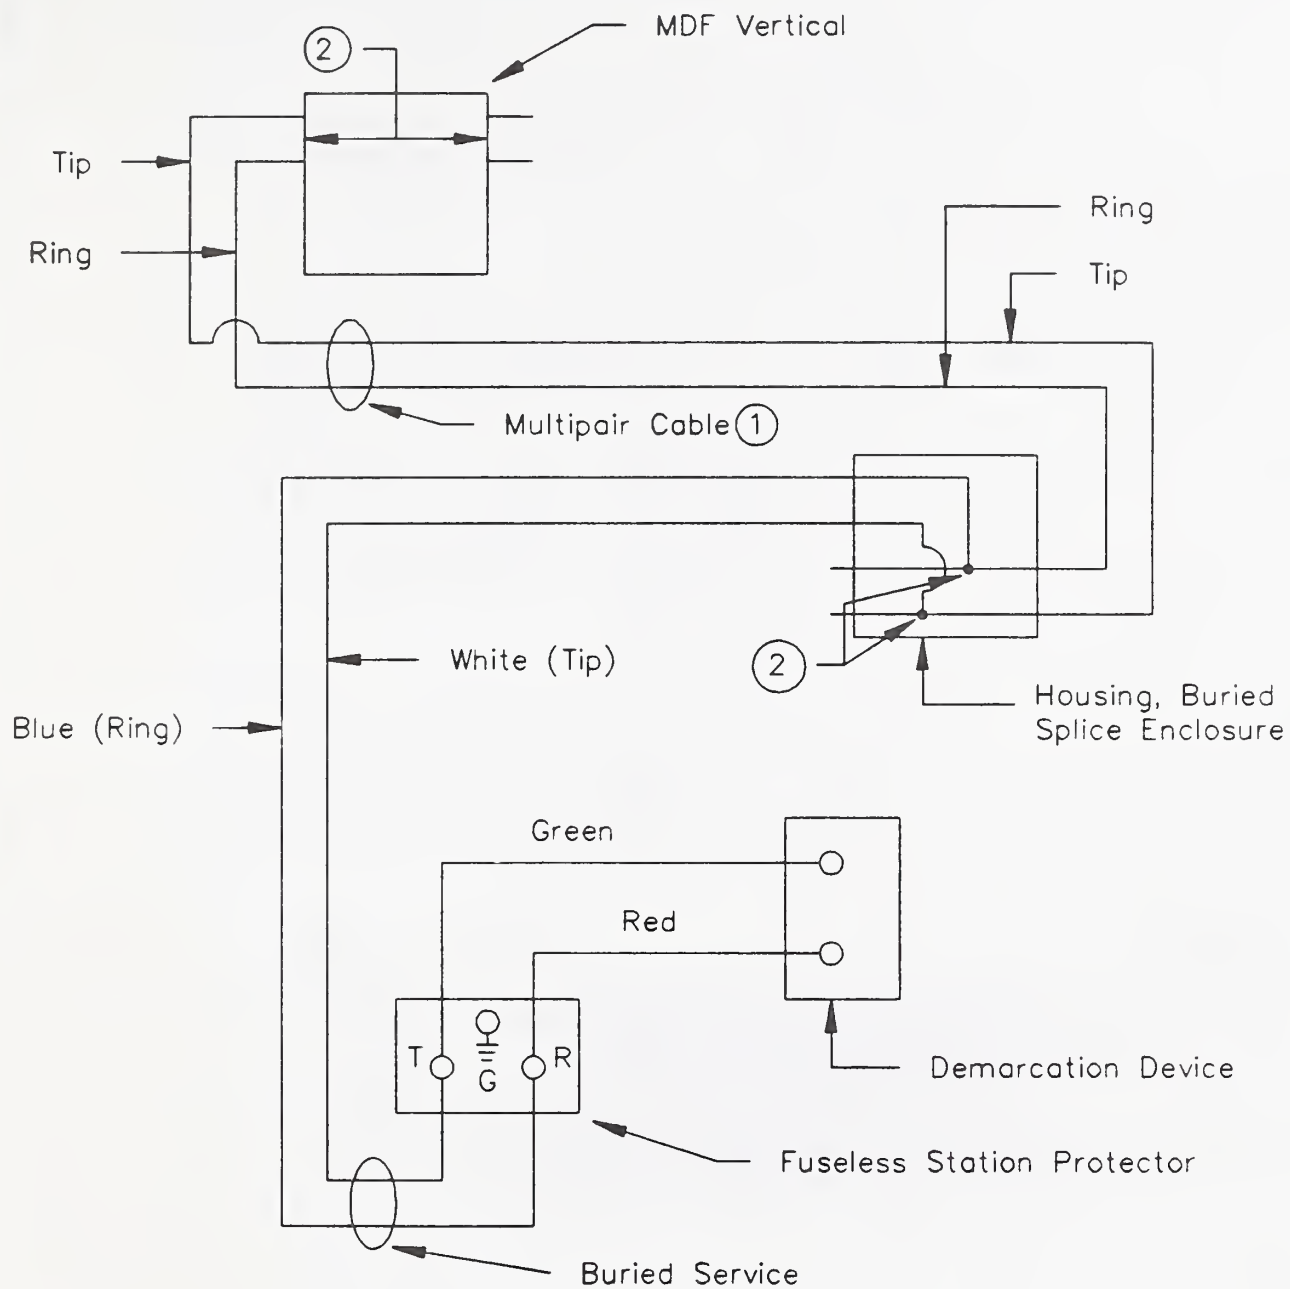 MDF Vertical
2
Tip
Ring
Ring
Tip
Multipair Cable 1
White (Tip)
2
Blue (Ring)
Housing, Buried
Splice Enclosure
Green
Red
T
G
R
Demarcation Device
Fuseless Station Protector
Buried Service